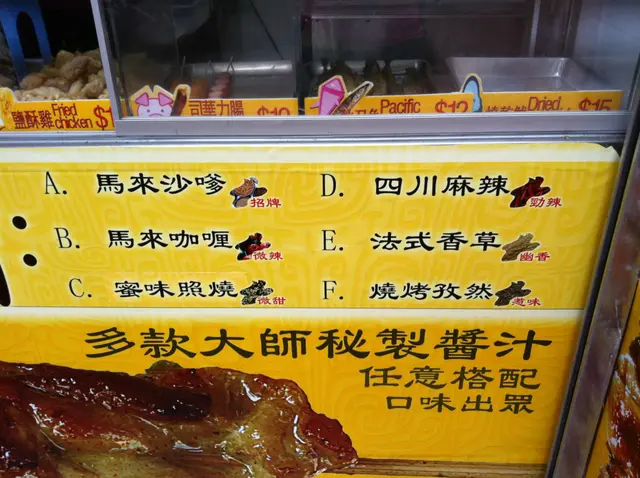 鹽酥雞 Fried chicken $1
司華力腸 $10
Pacific $12
Dried $15
A. 馬來沙嗲 招牌
D. 四川麻辣 勁辣
B. 馬來咖喱 微辣
E. 法式香草 幽香
C. 蜜味照燒 微甜
F. 燒烤孜然 惹味
多款大師秘製醬汁
任意搭配
口味出眾